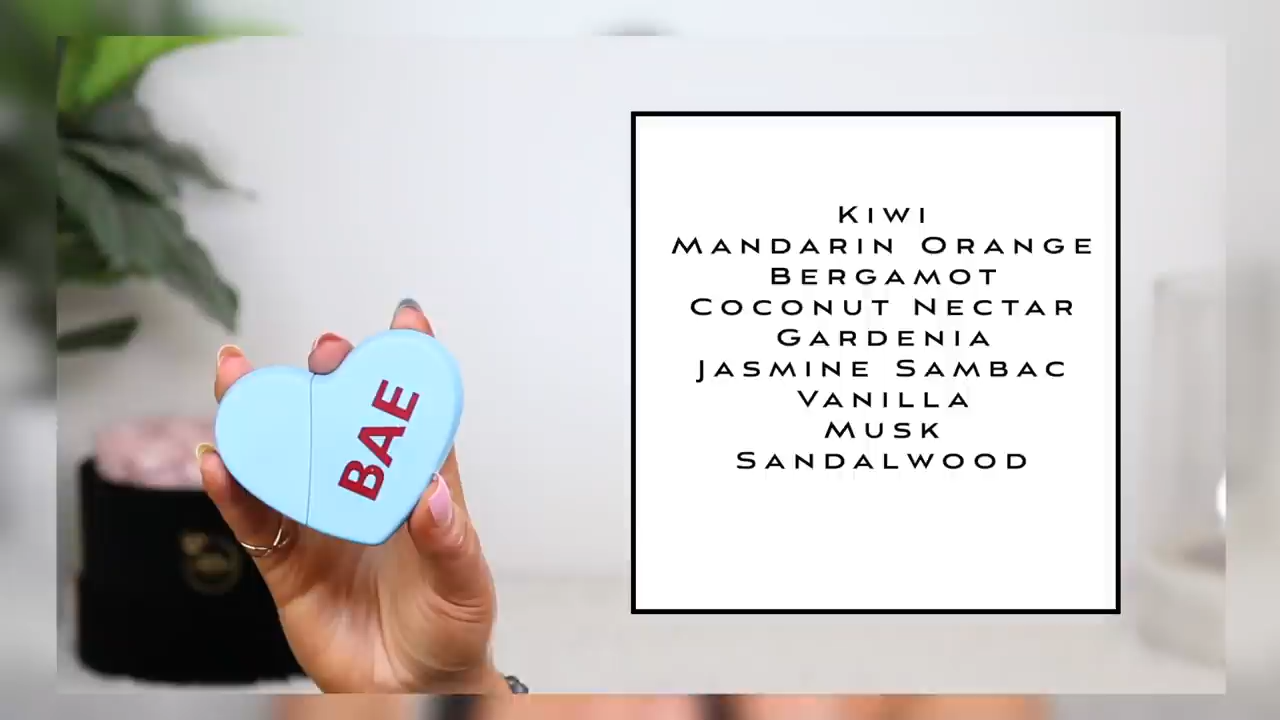 BAE
KIWI
MANDARIN ORANGE
BERGAMOT
COCONUT NECTAR
GARDENIA
JASMINE SAMBAC
VANILLA
MUSK
SANDALWOOD